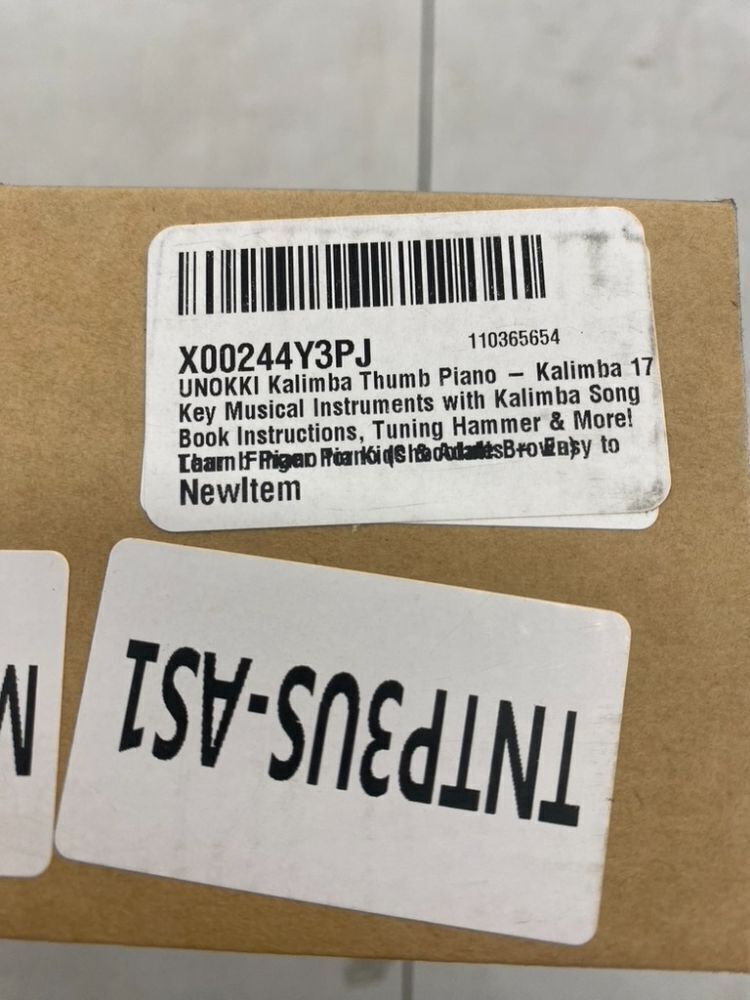 X00244Y3PJ
110365654
UNOKKI Kalimba Thumb Piano – Kalimba 17
Key Musical Instruments with Kalimba Song
Book Instructions, Tuning Hammer & More!
to
NewItem
TNTP3US-AS1